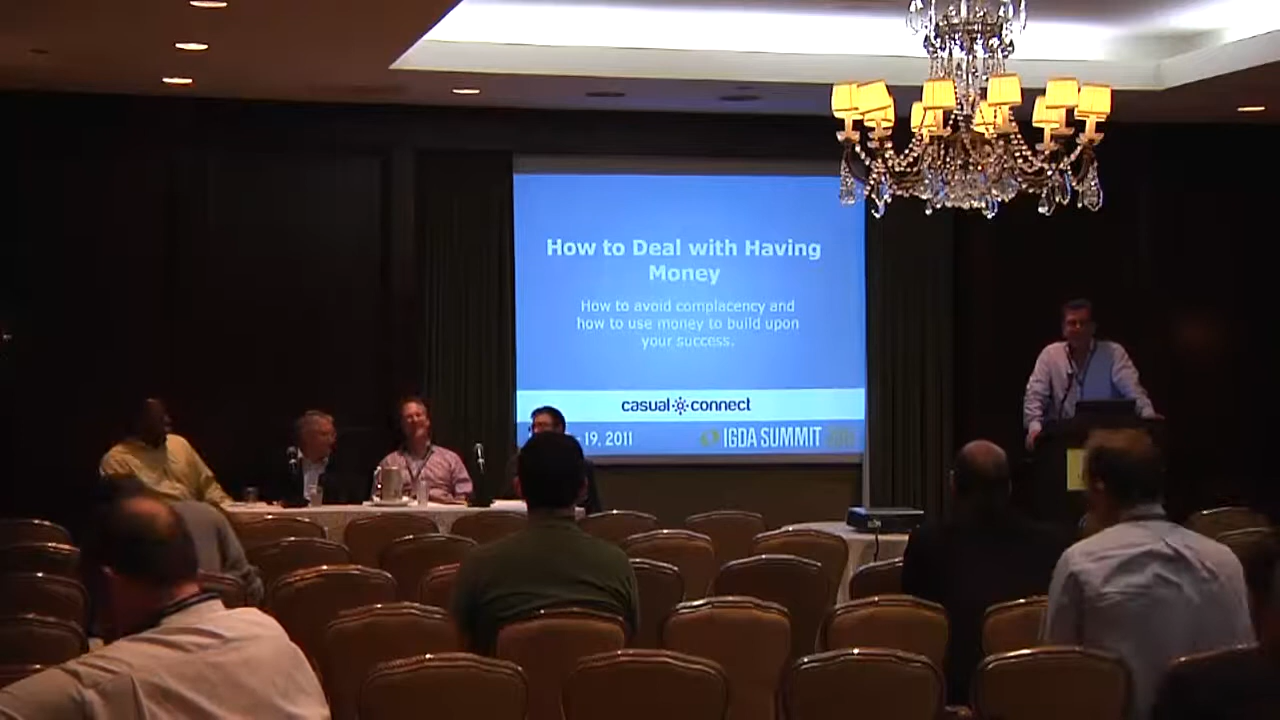 How to Deal with Having
Money
How to avoid complacency and
how to use money to build upon
your success.
casual connect
19, 2011
IGDA SUMMIT